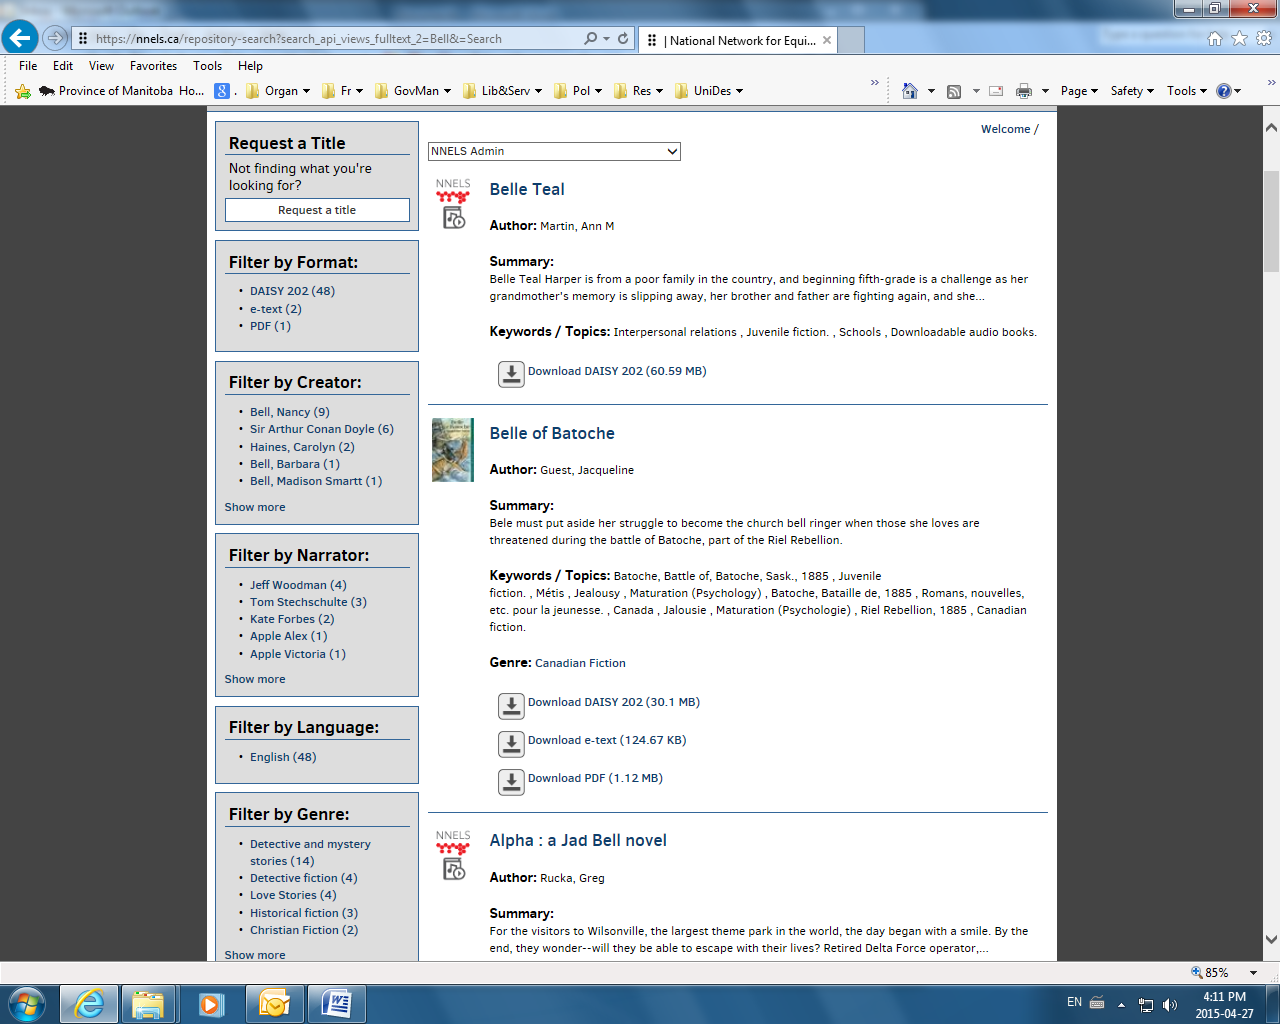 https://nnels.ca/repository-search?search_api_views_fulltext_2=Bell&=Search
| National Network for Equi...
File Edit View Favorites Tools Help
Province of Manitoba Ho... Organ Fr GovMan Lib&Serv Pol Res UniDes Page Safety Tools
Welcome /
Request a Title
Not finding what you're
looking for?
Request a title
Filter by Format:
• DAISY 202 (48)
• e-text (2)
• PDF (1)
Filter by Creator:
• Bell, Nancy (9)
• Sir Arthur Conan Doyle (6)
• Haines, Carolyn (2)
• Bell, Barbara (1)
• Bell, Madison Smartt (1)
Show more
Filter by Narrator:
• Jeff Woodman (4)
• Tom Stechschulte (3)
• Kate Forbes (2)
• Apple Alex (1)
• Apple Victoria (1)
Show more
Filter by Language:
• English (48)
Filter by Genre:
• Detective and mystery
stories (14)
• Detective fiction (4)
• Love Stories (4)
• Historical fiction (3)
• Christian Fiction (2)
Show more
NNELS Admin
NNELS
Belle Teal
Author: Martin, Ann M
Summary:
Belle Teal Harper is from a poor family in the country, and beginning fifth-grade is a challenge as her
grandmother's memory is slipping away, her brother and father are fighting again, and she...
Keywords / Topics: Interpersonal relations , Juvenile fiction. , Schools , Downloadable audio books.
Download DAISY 202 (60.59 MB)
Belle of Batoche
Author: Guest, Jacqueline
Summary:
Bele must put aside her struggle to become the church bell ringer when those she loves are
threatened during the battle of Batoche, part of the Riel Rebellion.
Keywords / Topics: Batoche, Battle of, Batoche, Sask., 1885 , Juvenile
fiction. , Métis , Jealousy , Maturation (Psychology) , Batoche, Bataille de, 1885 , Romans, nouvelles,
etc. pour la jeunesse. , Canada , Jalousie , Maturation (Psychologie) , Riel Rebellion, 1885 , Canadian
fiction.
Genre: Canadian Fiction
Download DAISY 202 (30.1 MB)
Download e-text (124.67 KB)
Download PDF (1.12 MB)
NNELS
Alpha : a Jad Bell novel
Author: Rucka, Greg
Summary:
For the visitors to Wilsonville, the largest theme park in the world, the day began with a smile. By the
end, they wonder--will they be able to escape with their lives? Retired Delta Force operator,...
85%
EN
4:11 PM
2015-04-27